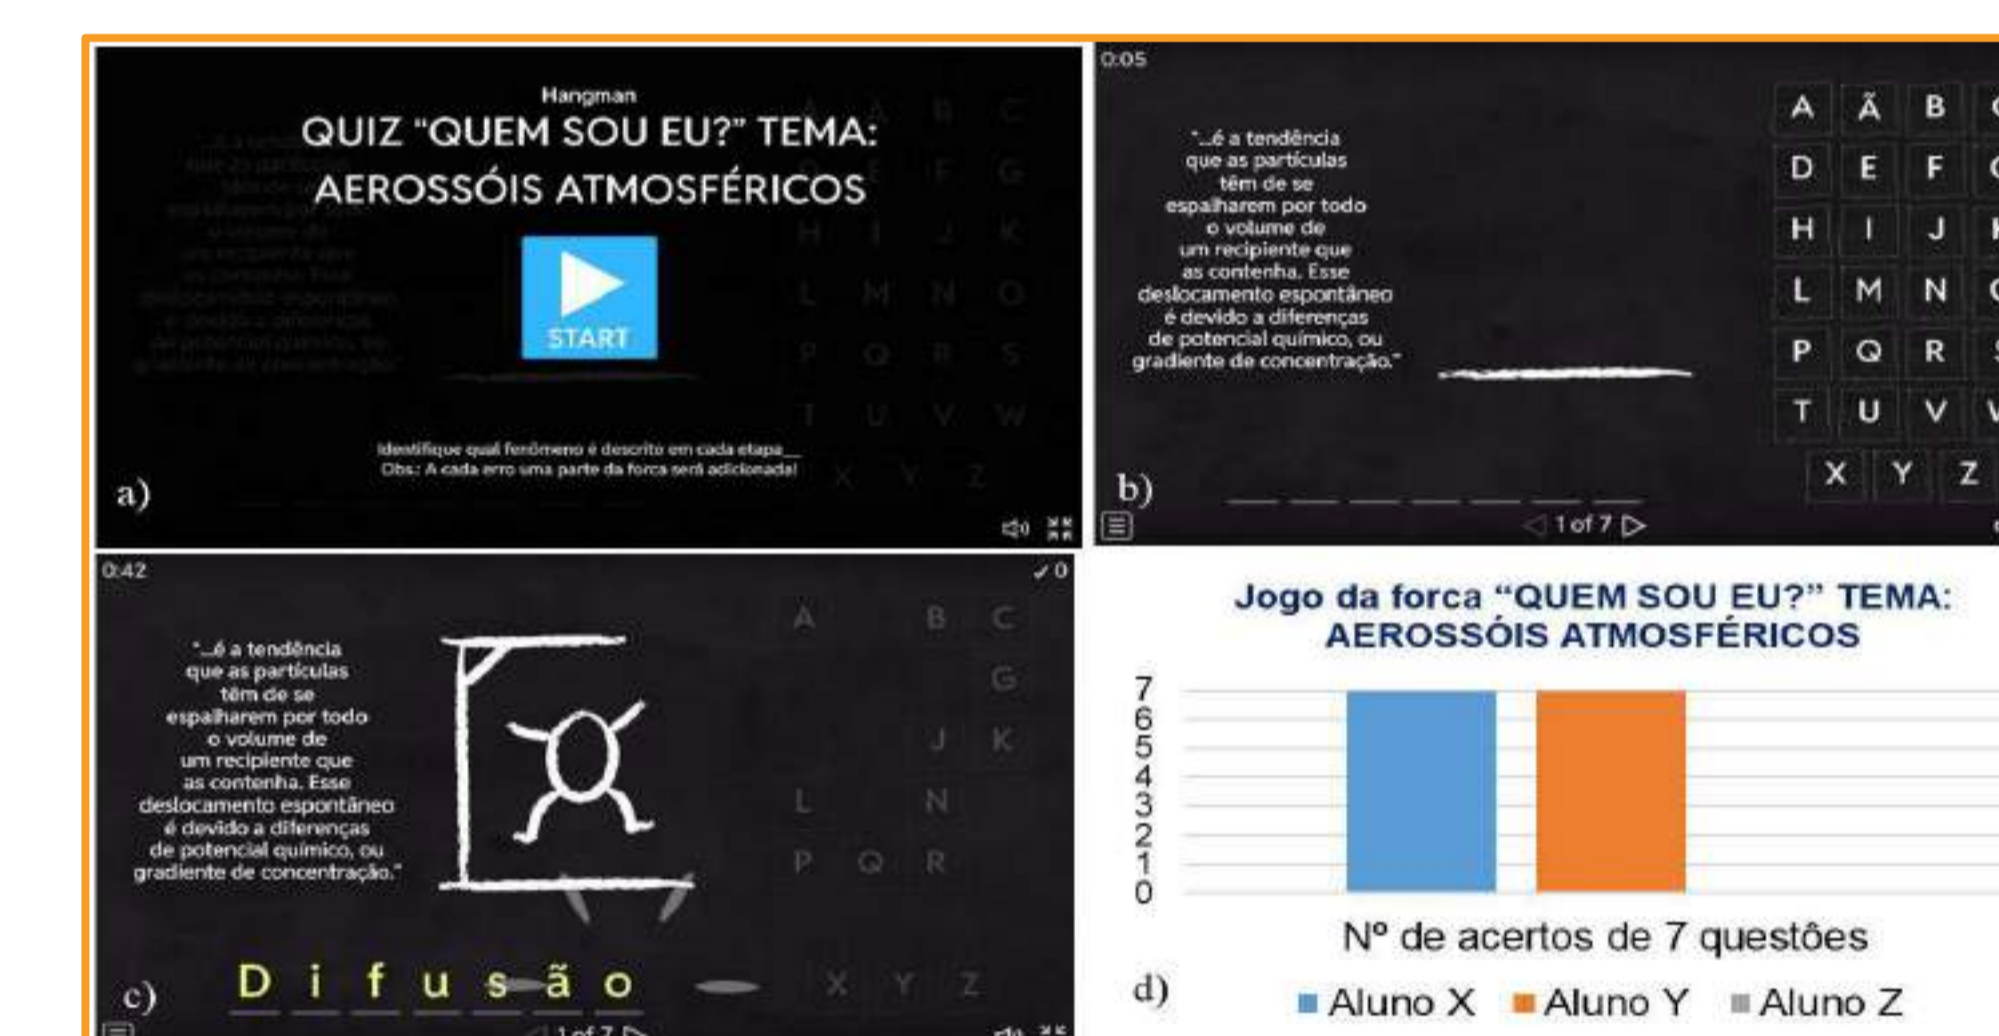 Hangman
QUIZ “QUEM SOU EU?” TEMA:
AEROSSÓIS ATMOSFÉRICOS
START
Identifique qual fenômeno é descrito em cada etapa__
Obs.: A cada erro uma parte da forca será adicionada!
A Ã B C
E F G
H I J K
L M N O
P Q R S
T U V W
X Y Z
a)
0:05
"...é a tendência
que as partículas
têm de se
espalharem por todo
o volume de
um recipiente que
as contenha. Esse
deslocamento espontâneo
é devido a diferenças
de potencial químico, ou
gradiente de concentração."
A Ã B
D E F
H I J
L M N
P Q R
T U V
X Y Z
b)
1 of 7
0:42
0
"...é a tendência
que as partículas
têm de se
espalharem por todo
o volume de
um recipiente que
as contenha. Esse
deslocamento espontâneo
é devido a diferenças
de potencial químico, ou
gradiente de concentração."
A B C
G
J K
L N
P Q R
X Y Z
Difusão
c)
1 of 7
Jogo da forca “QUEM SOU EU?” TEMA:
AEROSSÓIS ATMOSFÉRICOS
7
6
5
4
3
2
1
0
Nº de acertos de 7 questões
d)
Aluno X Aluno Y Aluno Z